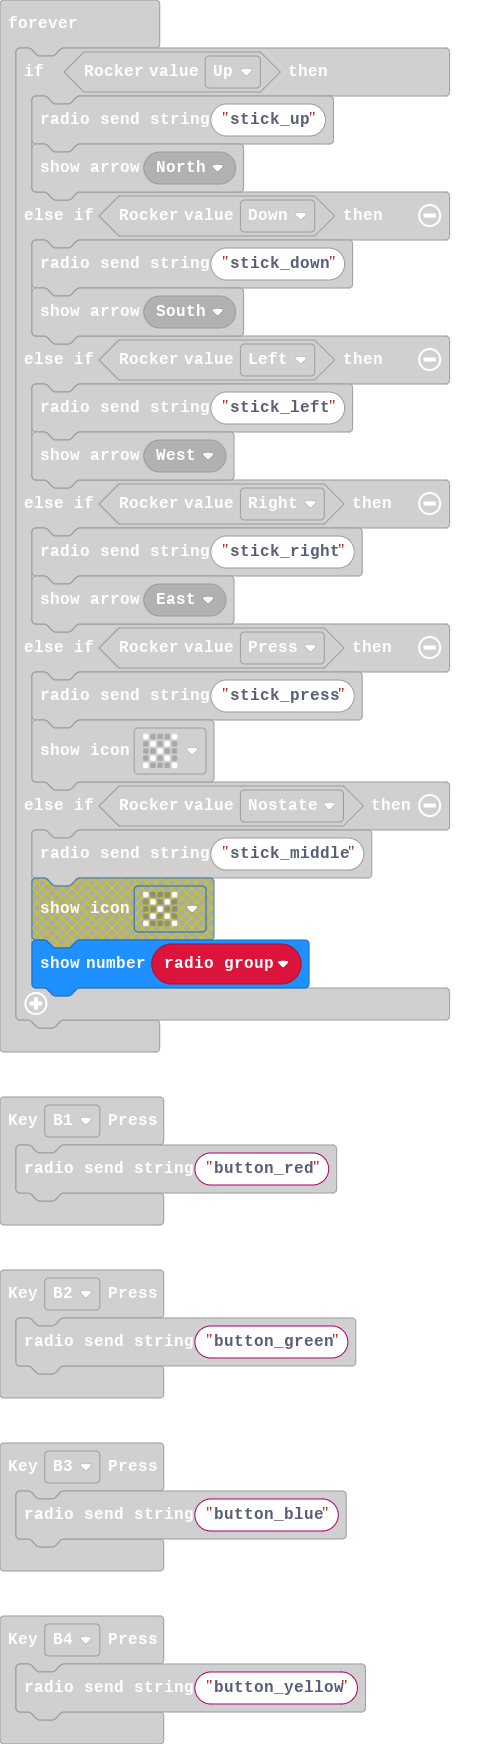 forever
if Rocker value Up then
radio send string "stick_up"
show arrow North
else if Rocker value Down then
radio send string "stick_down"
show arrow South
else if Rocker value Left then
radio send string "stick_left"
show arrow West
else if Rocker value Right then
radio send string "stick_right"
show arrow East
else if Rocker value Press then
radio send string "stick_press"
show icon
else if Rocker value Nostate then
radio send string "stick_middle"
show icon
show number radio group
Key B1 Press
radio send string "button_red"
Key B2 Press
radio send string "button_green"
Key B3 Press
radio send string "button_blue"
Key B4 Press
radio send string "button_yellow"